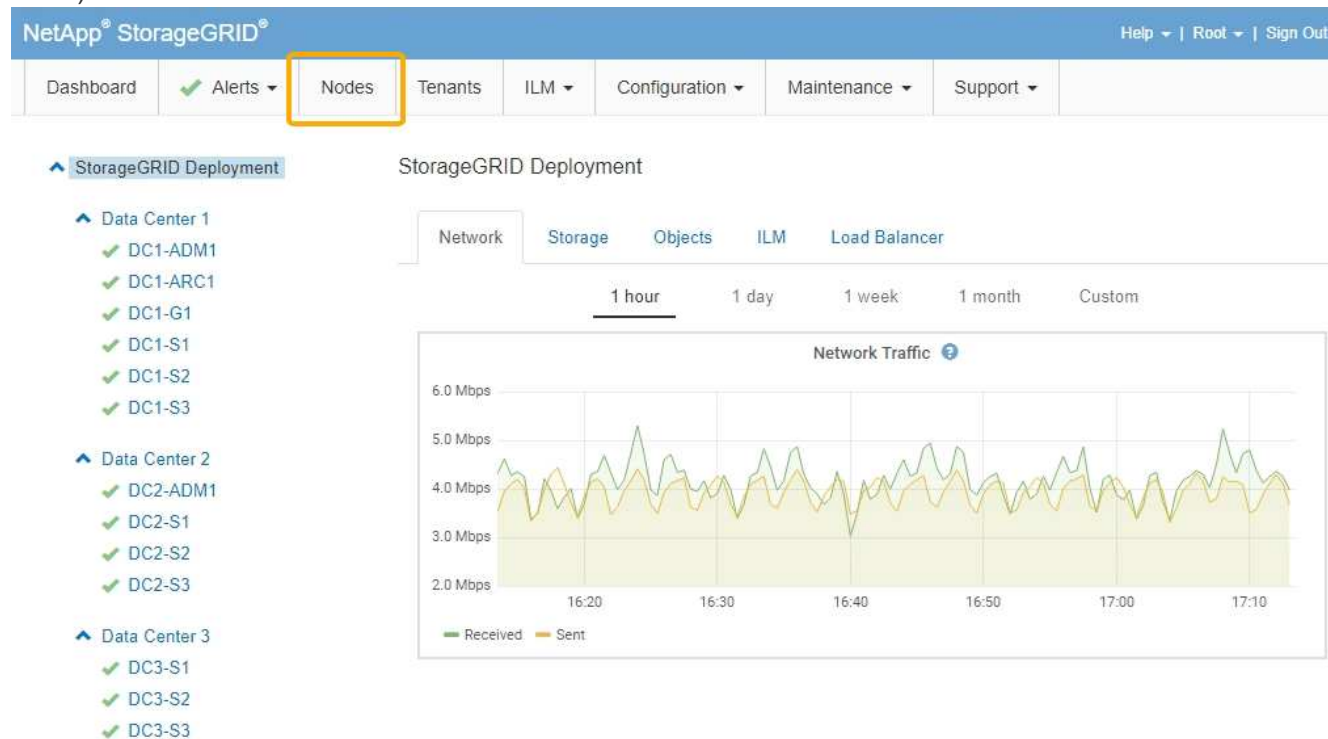 NetApp® StorageGRID®
Help | Root | Sign Out
Dashboard Alerts Nodes Tenants ILM Configuration Maintenance Support
StorageGRID Deployment
Data Center 1
DC1-ADM1
DC1-ARC1
DC1-G1
DC1-S1
DC1-S2
DC1-S3
Data Center 2
DC2-ADM1
DC2-S1
DC2-S2
DC2-S3
Data Center 3
DC3-S1
DC3-S2
DC3-S3
StorageGRID Deployment
Network Storage Objects ILM Load Balancer
1 hour 1 day 1 week 1 month Custom
Network Traffic ?
6.0 Mbps
5.0 Mbps
4.0 Mbps
3.0 Mbps
2.0 Mbps
16:20 16:30 16:40 16:50 17:00 17:10
Received Sent